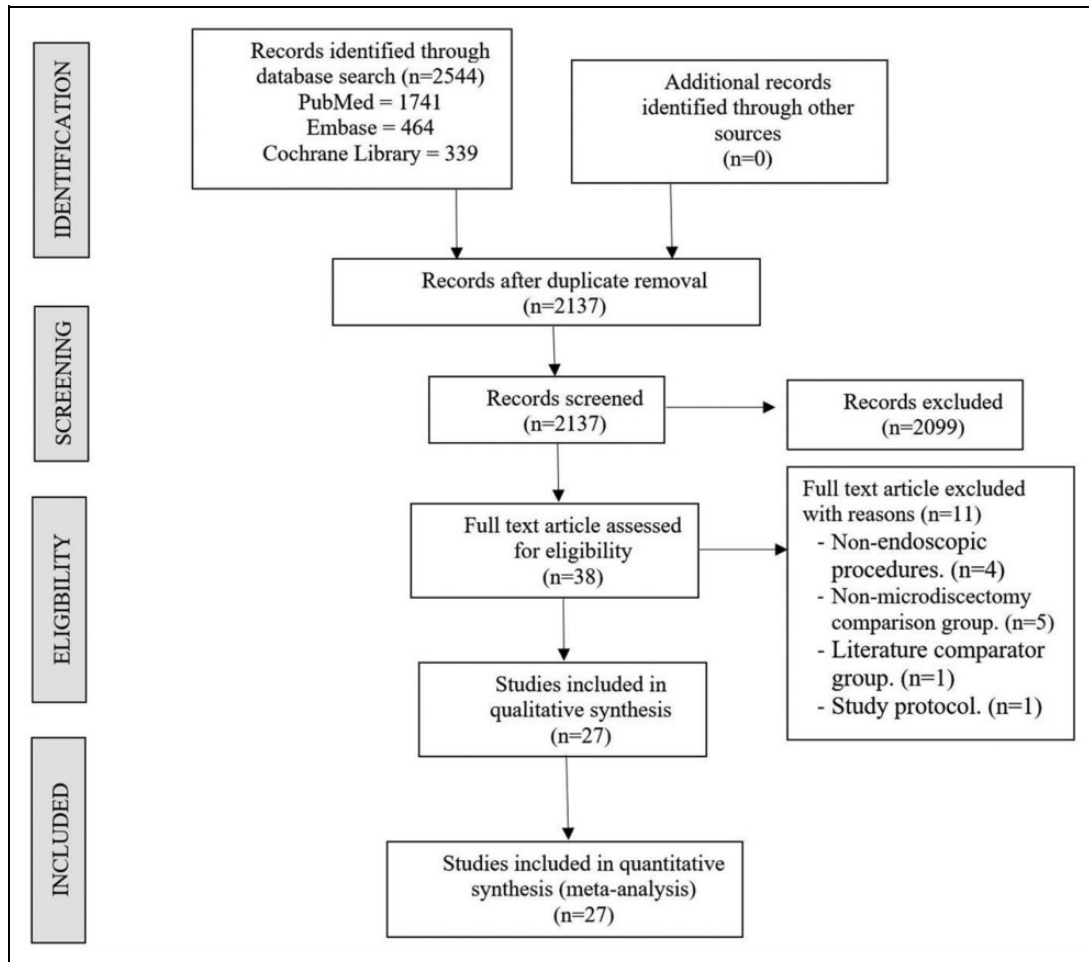 IDENTIFICATION
Records identified through
database search (n=2544)
PubMed = 1741
Embase = 464
Cochrane Library = 339
Additional records
identified through other
sources
(n=0)
Records after duplicate removal
(n=2137)
SCREENING
Records screened
(n=2137)
Records excluded
(n=2099)
ELIGIBILITY
Full text article assessed
for eligibility
(n=38)
Full text article excluded
with reasons (n=11)
- Non-endoscopic
procedures. (n=4)
- Non-microdiscectomy
comparison group. (n=5)
- Literature comparator
group. (n=1)
- Study protocol. (n=1)
Studies included in
qualitative synthesis
(n=27)
INCLUDED
Studies included in quantitative
synthesis (meta-analysis)
(n=27)